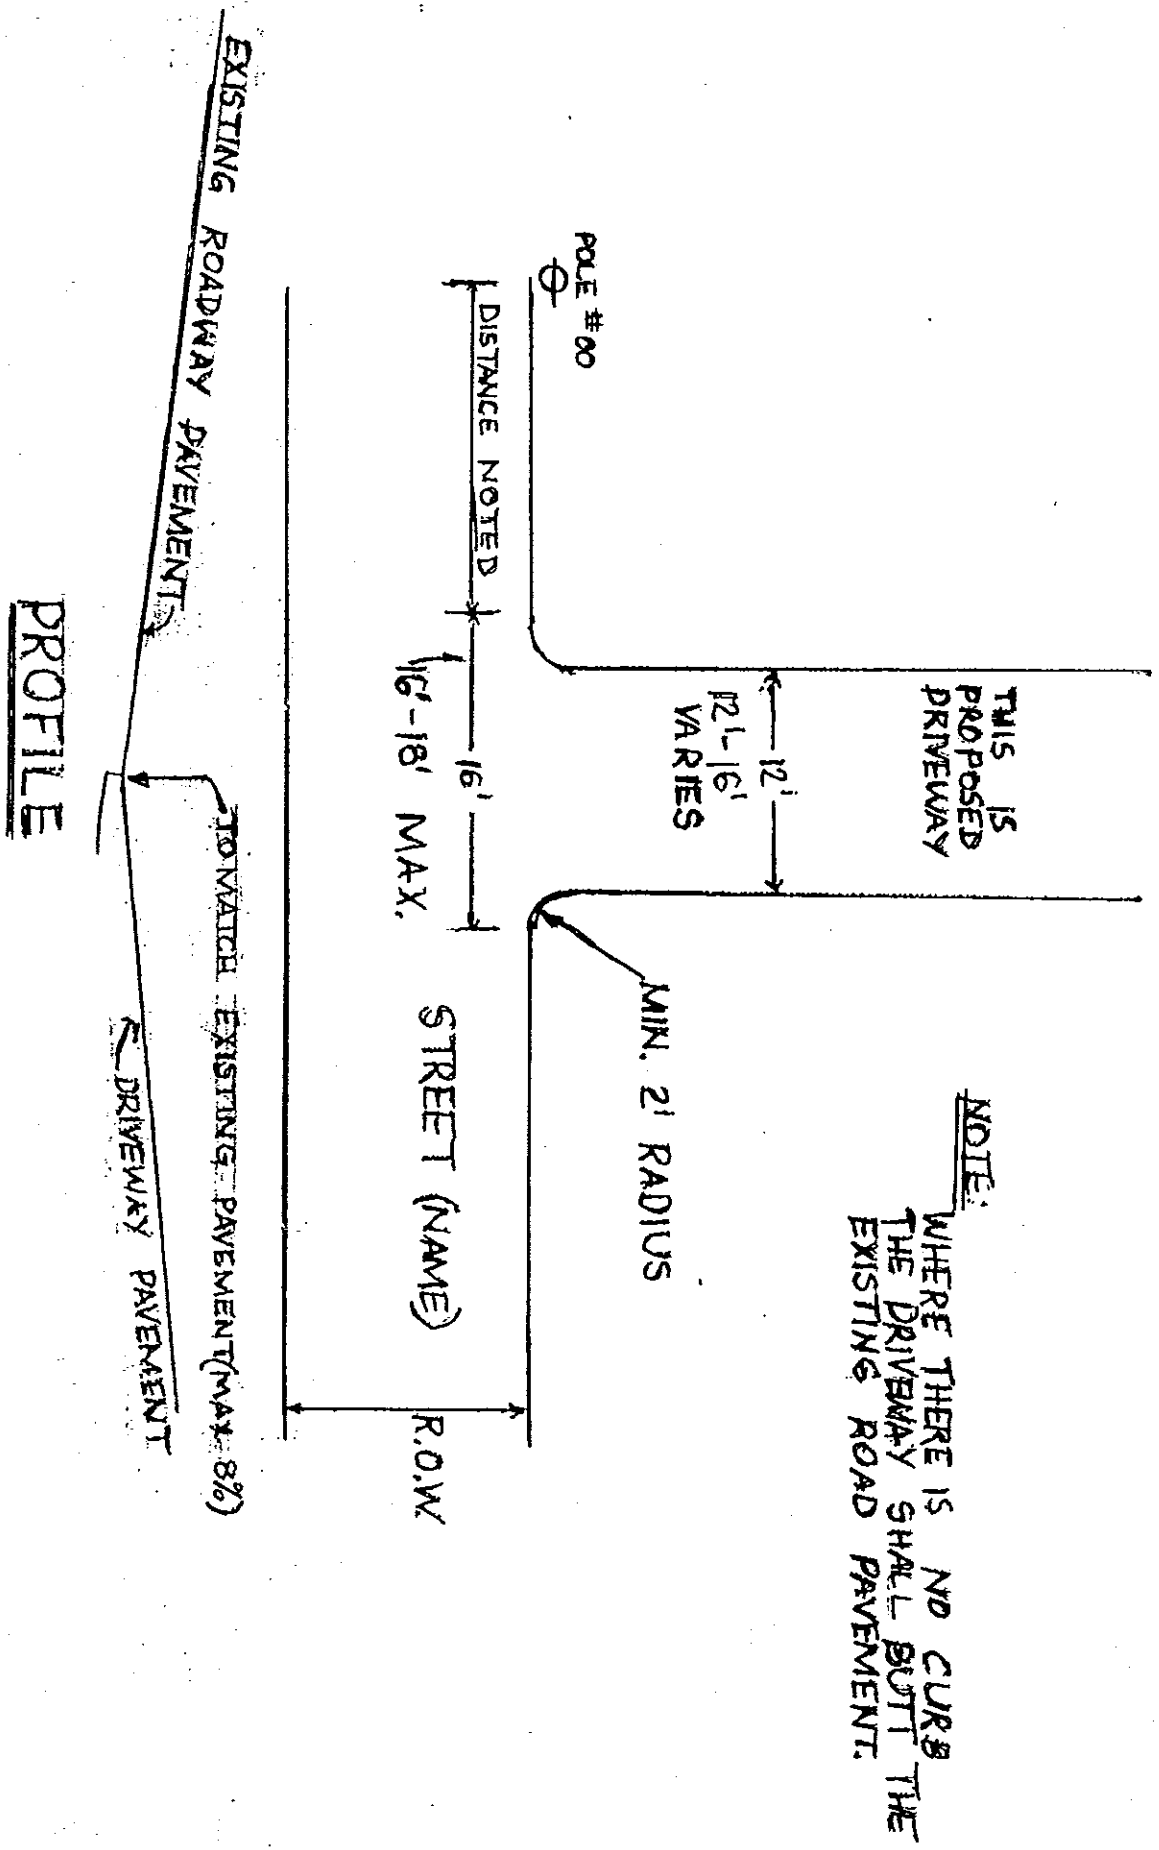 THIS IS
PROPOSED
DRIVEWAY
NOTE:
WHERE THERE IS NO CURB
THE DRIVEWAY SHALL BUTT THE
EXISTING ROAD PAVEMENT.
12'
12'-16'
VARIES
MIN. 2' RADIUS
POLE #00
DISTANCE NOTED
16'
16'-18' MAX.
STREET (NAME)
R.O.W.
EXISTING ROADWAY PAVEMENT
TO MATCH EXISTING PAVEMENT (MAX 8%)
DRIVEWAY PAVEMENT
PROFILE